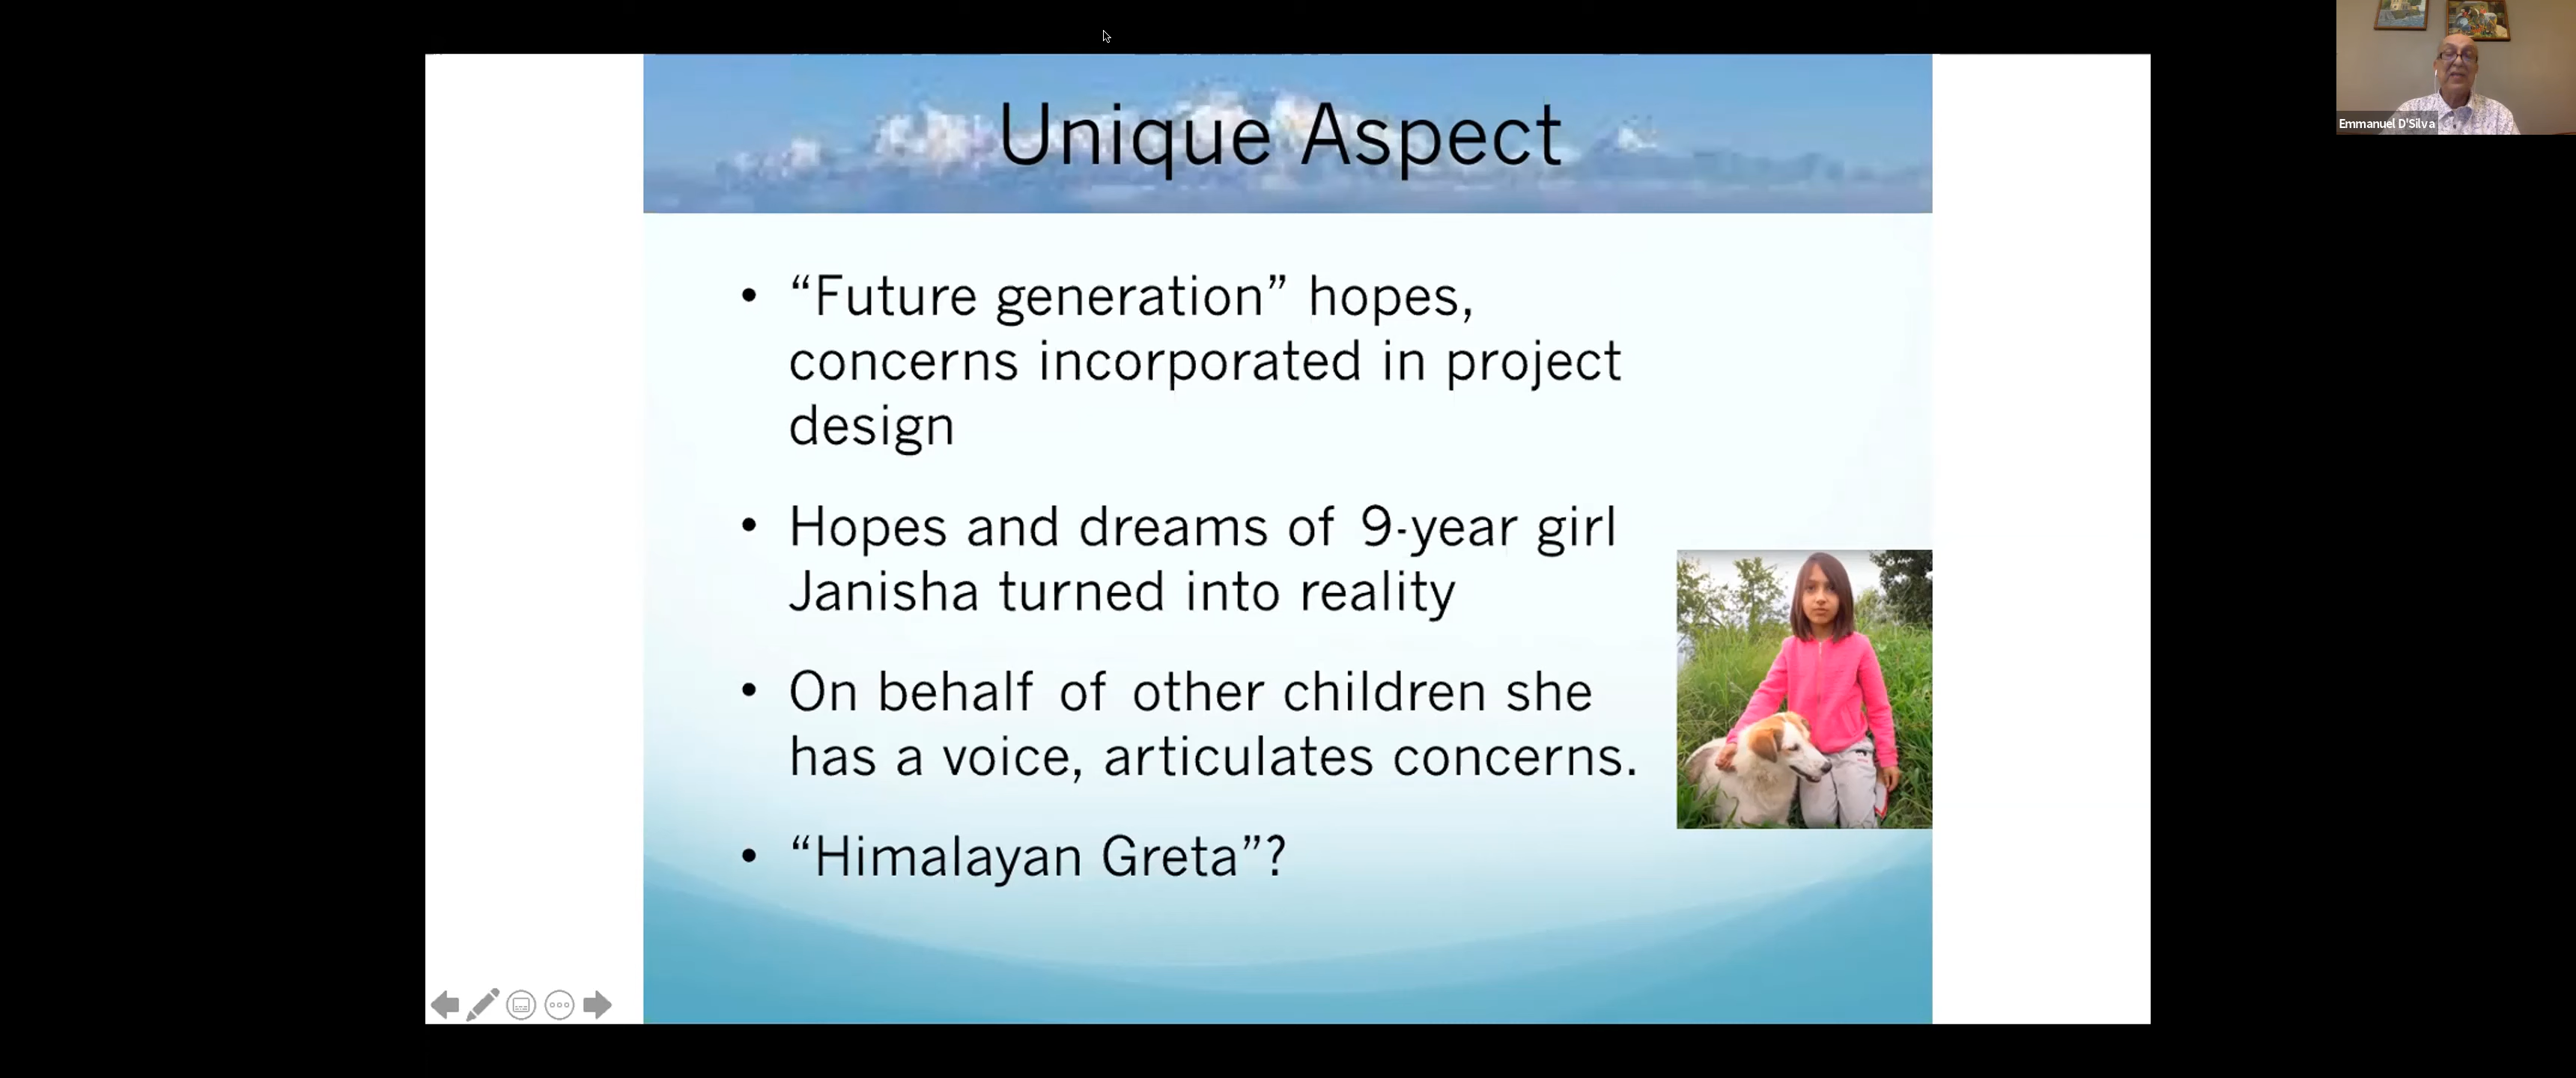 Unique Aspect
Emmanuel D'Silva
• “Future generation” hopes,
concerns incorporated in project
design
• Hopes and dreams of 9-year girl
Janisha turned into reality
• On behalf of other children she
has a voice, articulates concerns.
• “Himalayan Greta”?